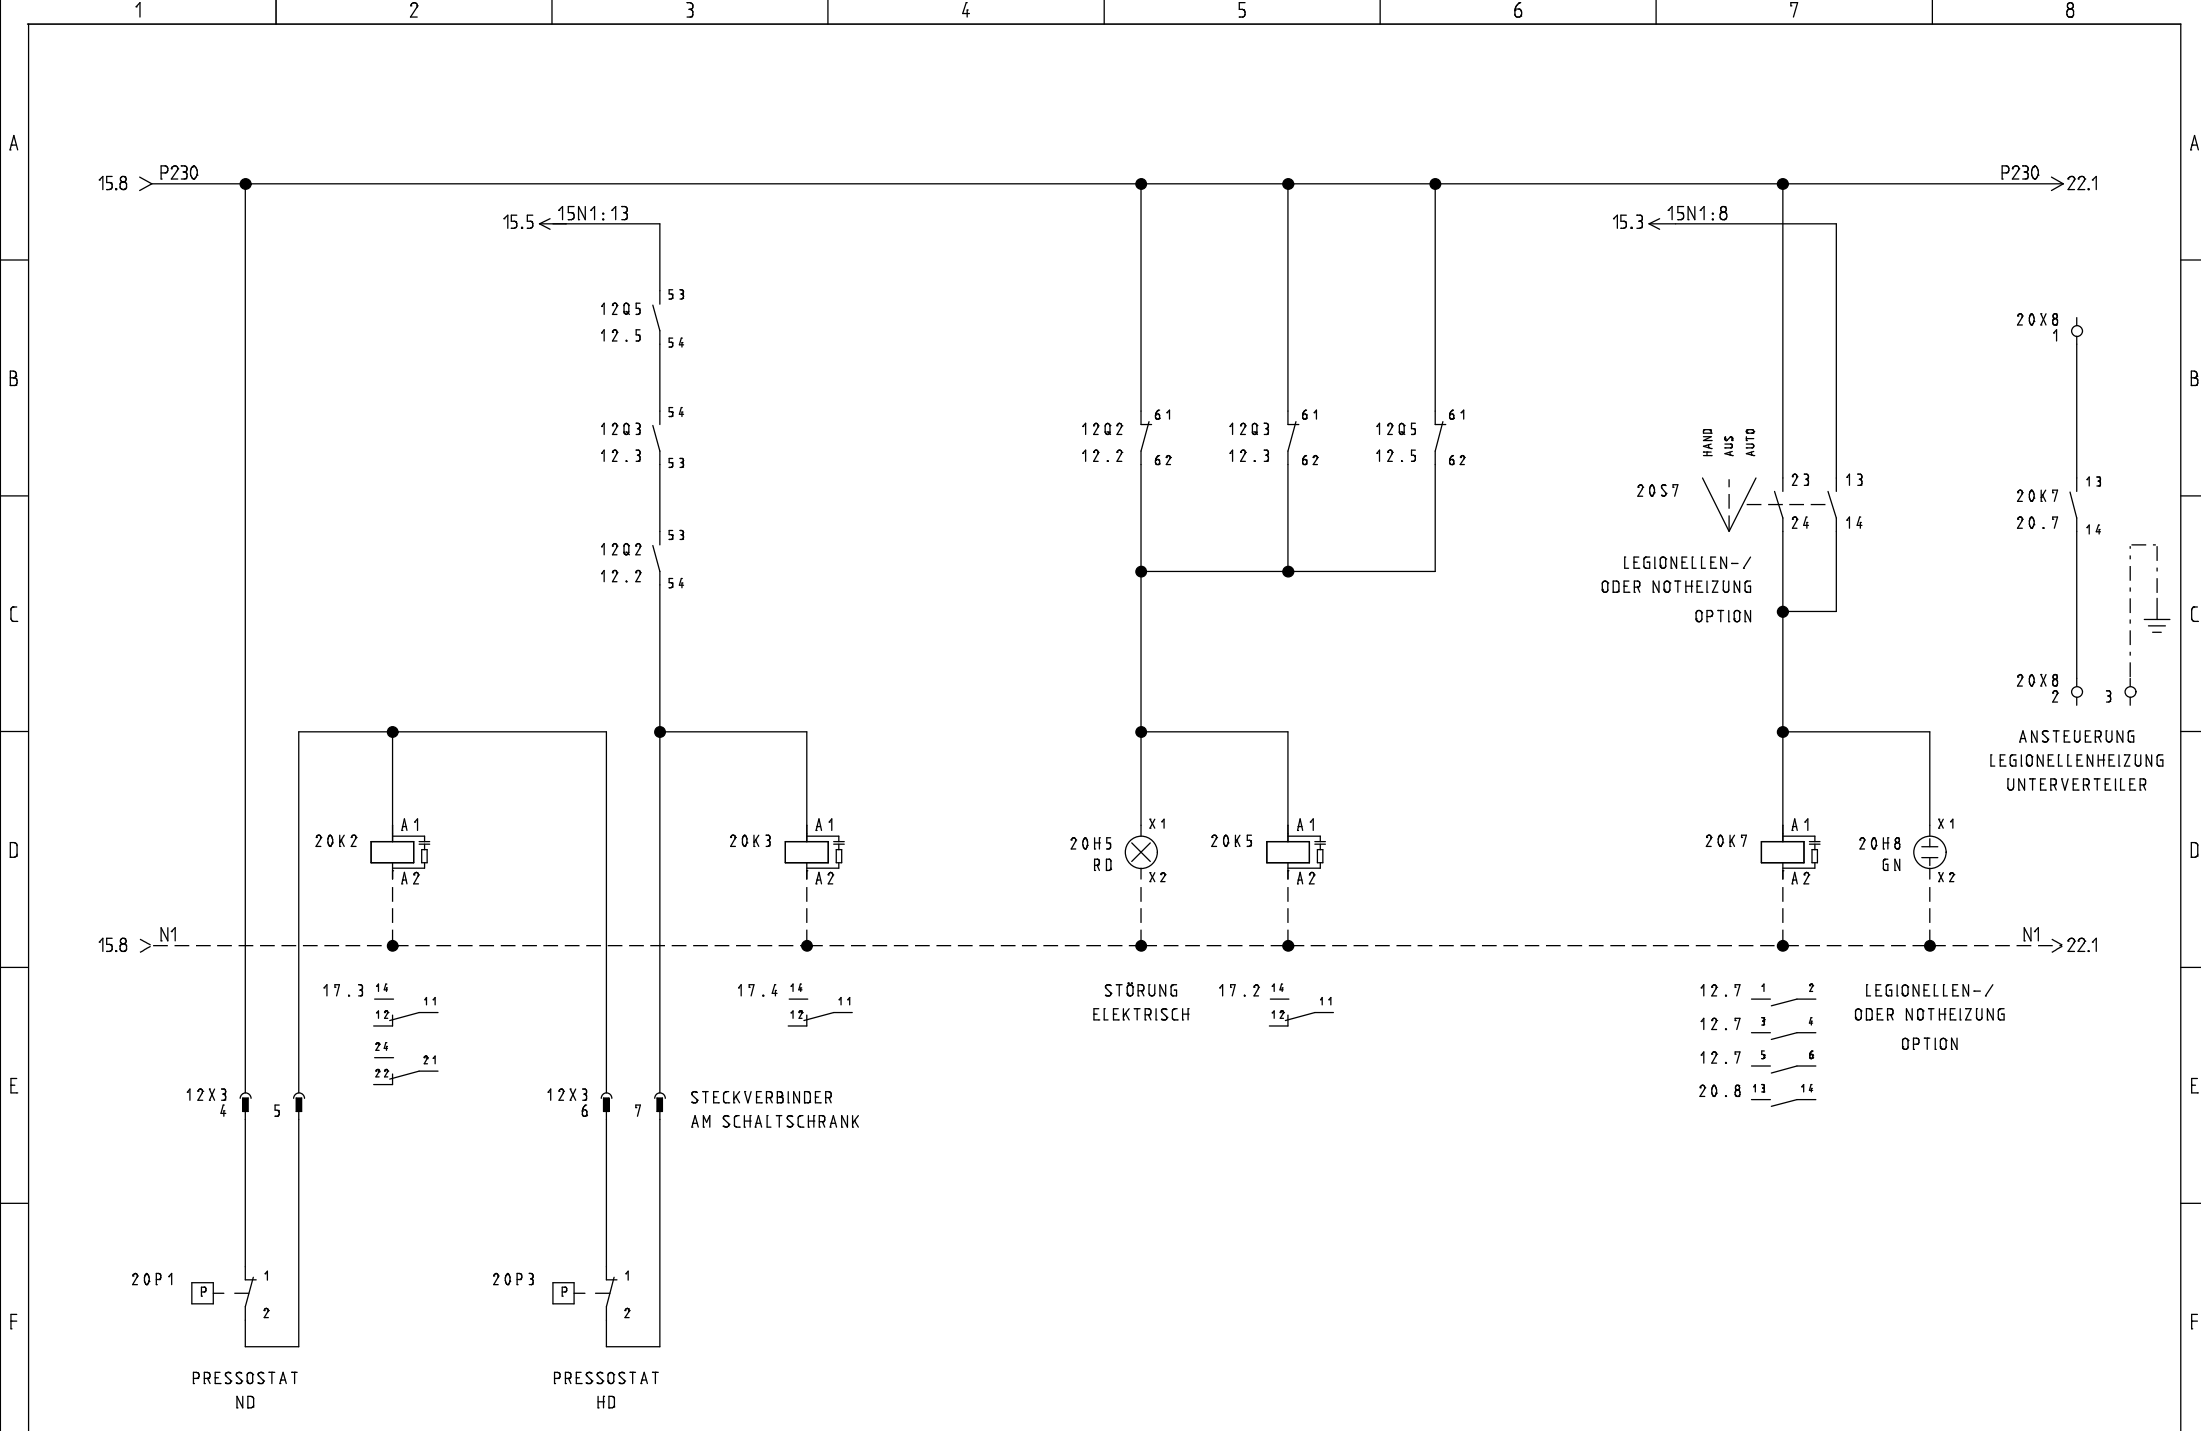 1 2 3 4 5 6 7 8
A A
15.8 P230 P230 22.1
15.5 15N1:13 15.3 15N1:8
12Q5 53
12.5 54
20X8
1
B B
12Q3 54
12.3 53
12Q2 61 12Q3 61 12Q5 61
12.2 62 12.3 62 12.5 62
HAND AUS AUTO
20S7 23 13
24 14
20K7 13
20.7 14
12Q2 53
12.2 54
LEGIONELLEN-/
ODER NOTHEIZUNG
OPTION
C C
20X8
2 3
ANSTEUERUNG
LEGIONELLENHEIZUNG
UNTERVERTEILER
20K2 A1
A2
20K3 A1
A2
20H5 X1
RD X2
20K5 A1
A2
20K7 A1
A2
20H8 X1
GN X2
D D
15.8 N1 N1 22.1
17.3 14 11
12
24 21
22
17.4 14 11
12
STÖRUNG
ELEKTRISCH
17.2 14 11
12
12.7 1 2
12.7 3 4
12.7 5 6
20.8 13 14
LEGIONELLEN-/
ODER NOTHEIZUNG
OPTION
E E
12X3
4 5
12X3
6 7
STECKVERBINDER
AM SCHALTSCHRANK
20P1 P 1
2
20P3 P 1
2
F F
PRESSOSTAT
ND
PRESSOSTAT
HD